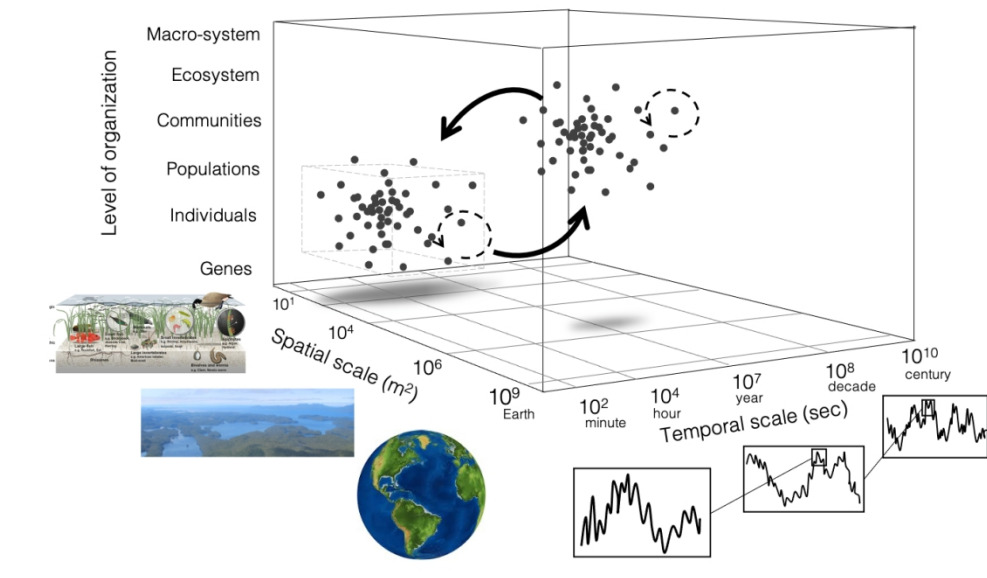 Macro-system
Ecosystem
Communities
Populations
Individuals
Genes
Level of organization
10¹
10⁴
10⁶
10⁹
Earth
Spatial scale (m²)
10²
minute
10⁴
hour
10⁷
year
10⁸
decade
10¹⁰
century
Temporal scale (sec)